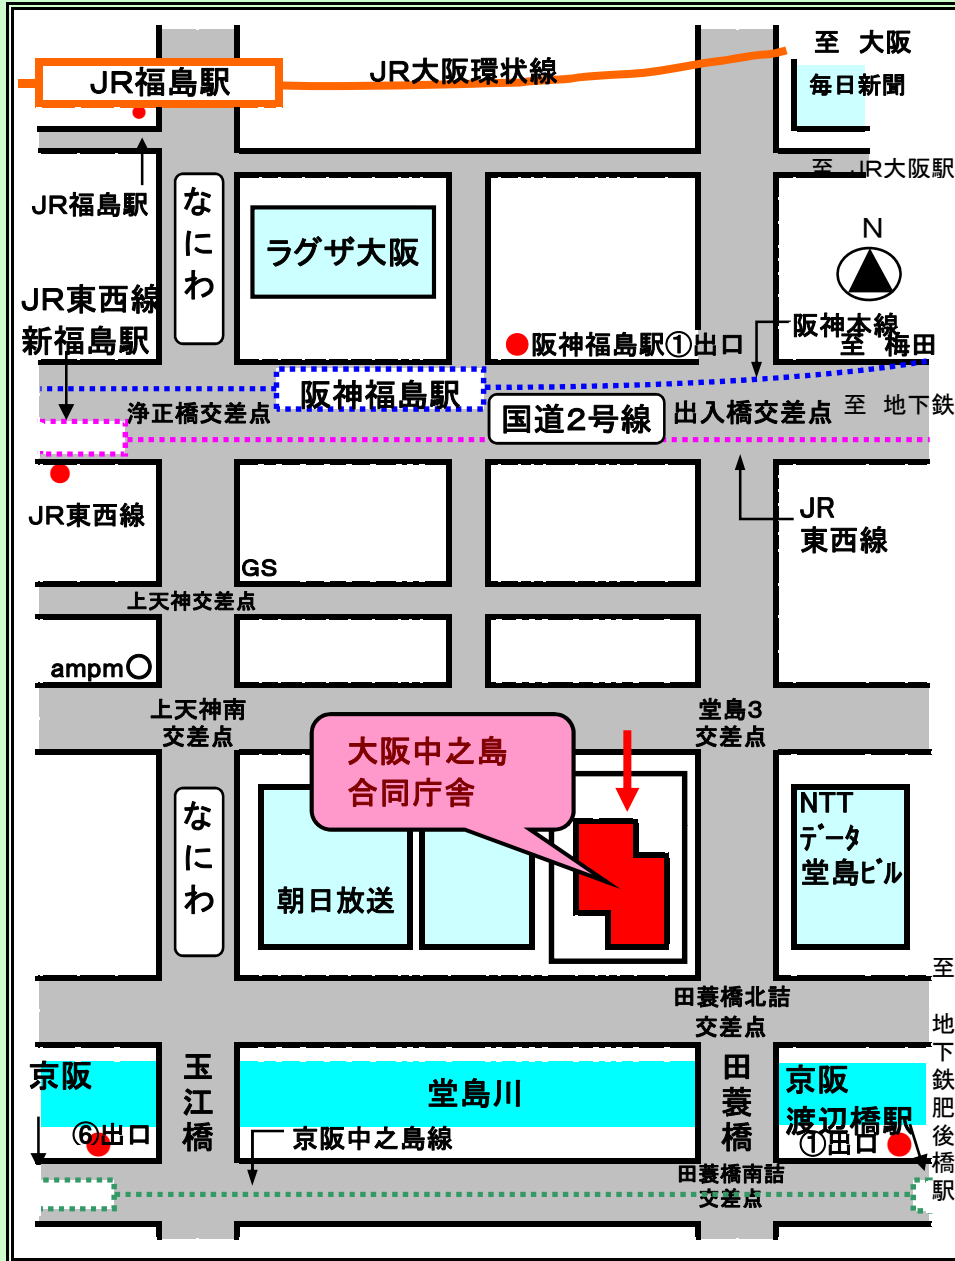 至 大阪
JR福島駅
JR大阪環状線
毎日新聞
至 JR大阪駅
JR福島駅
なにわ
ラグザ大阪
N
JR東西線
新福島駅
阪神本線
阪神福島駅①出口
至 梅田
阪神福島駅
浄正橋交差点
国道2号線
出入橋交差点
至 地下鉄
JR東西線
JR
東西線
GS
上天神交差点
ampm
上天神南
交差点
堂島3
交差点
大阪中之島
合同庁舎
なにわ
朝日放送
NTT
データ
堂島ビル
田蓑橋北詰
交差点
至 地下鉄肥後橋駅
京阪
⑥出口
玉江橋
堂島川
京阪中之島線
田蓑橋
京阪
渡辺橋駅
①出口
田蓑橋南詰
交差点